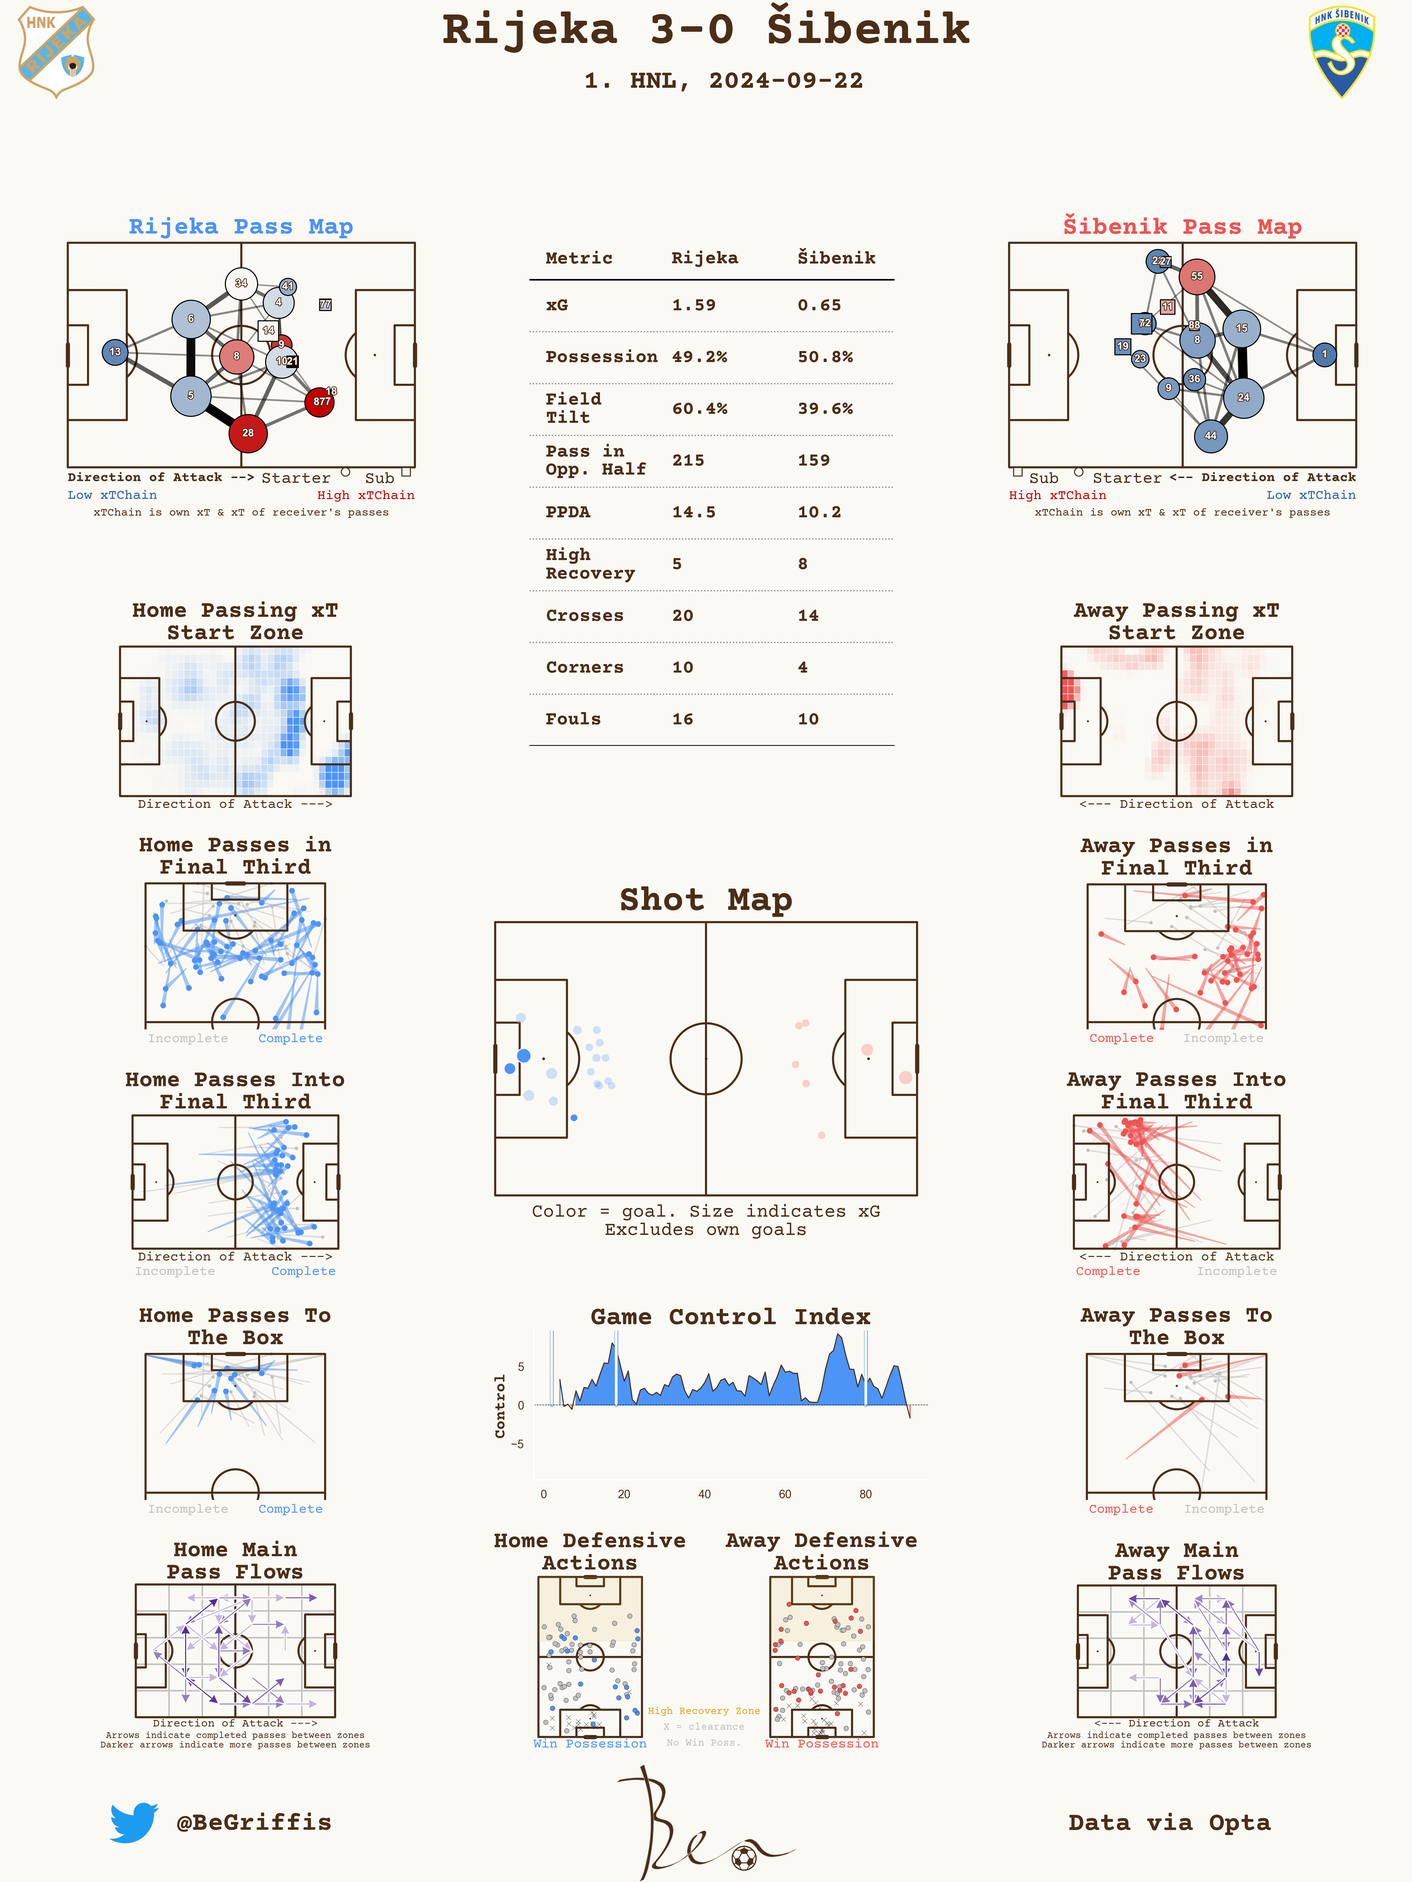 Rijeka 3-0 Šibenik
1. HNL, 2024-09-22
HNK
RIJEKA
HNK ŠIBENIK
Rijeka Pass Map
34
41
4
77
6
14
9
13
8
10
21
5
18
877
28
Direction of Attack --> Starter Sub
Low xTChain High xTChain
xTChain is own xT & xT of receiver's passes
Metric Rijeka Šibenik
xG 1.59 0.65
Possession 49.2% 50.8%
Field
Tilt 60.4% 39.6%
Pass in
Opp. Half 215 159
PPDA 14.5 10.2
High
Recovery 5 8
Crosses 20 14
Corners 10 4
Fouls 16 10
Šibenik Pass Map
27
55
11
72
88
15
8
19
23
1
36
9
24
44
Sub Starter <-- Direction of Attack
High xTChain Low xTChain
xTChain is own xT & xT of receiver's passes
Home Passing xT
Start Zone
Direction of Attack --->
Away Passing xT
Start Zone
<--- Direction of Attack
Home Passes in
Final Third
Incomplete Complete
Away Passes in
Final Third
Complete Incomplete
Shot Map
Color = goal. Size indicates xG
Excludes own goals
Home Passes Into
Final Third
Direction of Attack --->
Incomplete Complete
Away Passes Into
Final Third
<--- Direction of Attack
Complete Incomplete
Home Passes To
The Box
Incomplete Complete
Game Control Index
Control
5
0
−5
0 20 40 60 80
Away Passes To
The Box
Complete Incomplete
Home Main
Pass Flows
Direction of Attack --->
Arrows indicate completed passes between zones
Darker arrows indicate more passes between zones
Home Defensive
Actions
Win Possession
High Recovery Zone
X = clearance
No Win Poss.
Away Defensive
Actions
Win Possession
Away Main
Pass Flows
<--- Direction of Attack
Arrows indicate completed passes between zones
Darker arrows indicate more passes between zones
@BeGriffis
Ben
Data via Opta